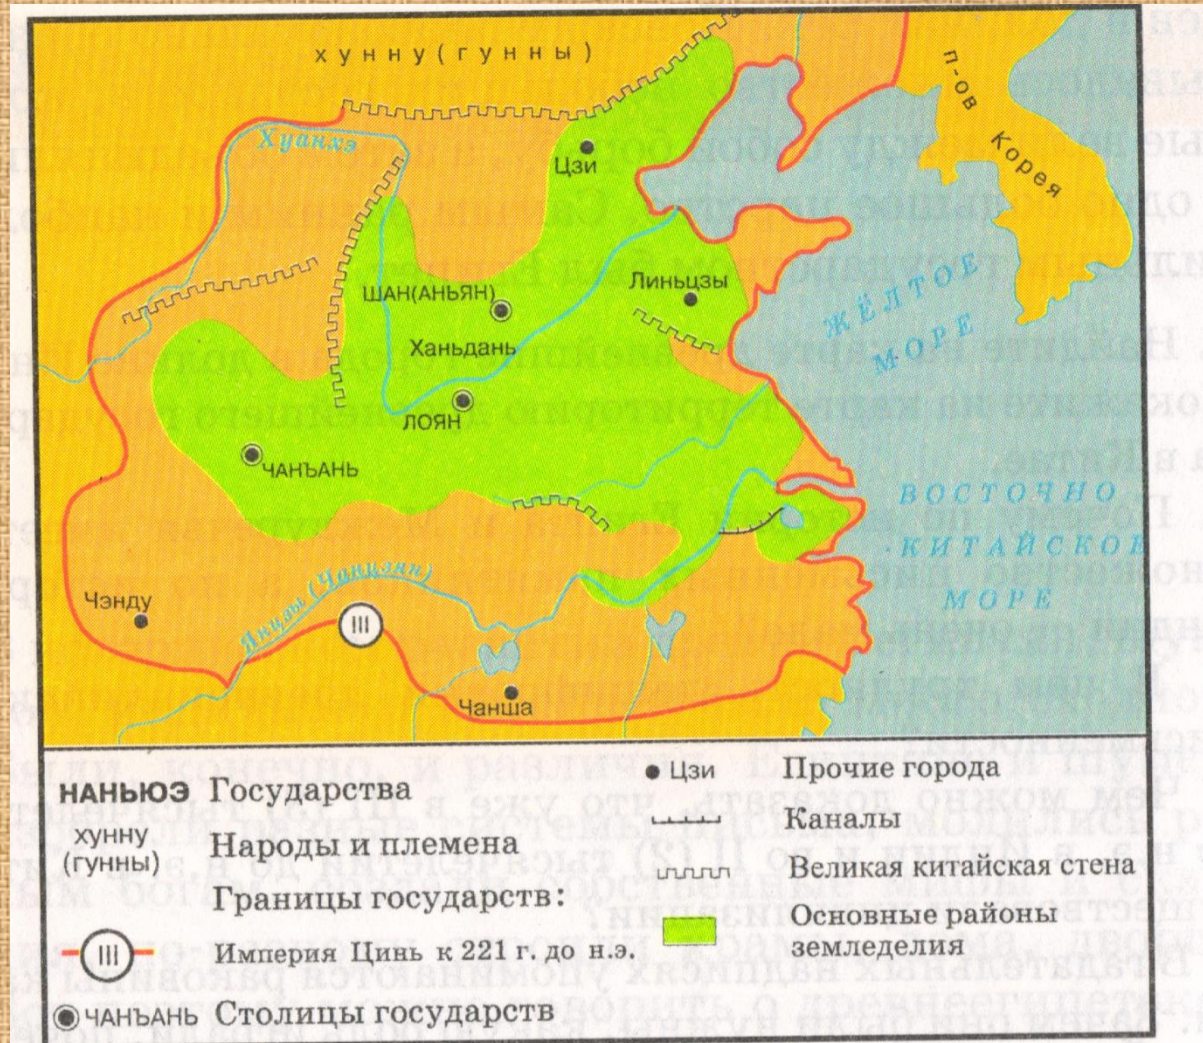 хунну (гунны)
п-ов Корея
Хуанхэ
Цзи
ШАН(АНЬЯН)
Линьцзы
Ханьдань
ЖЁЛТОЕ
МОРЕ
ЛОЯН
ЧАНЪАНЬ
ВОСТОЧНО
-КИТАЙСКОЕ
МОРЕ
Чэнду
Янцзы (Чанцзян)
III
Чанша
НАНЬЮЭ Государства
хунну
(гунны)
Народы и племена
Границы государств:
III Империя Цинь к 221 г. до н.э.
ЧАНЪАНЬ Столицы государств
Цзи Прочие города
Каналы
Великая китайская стена
Основные районы
земледелия